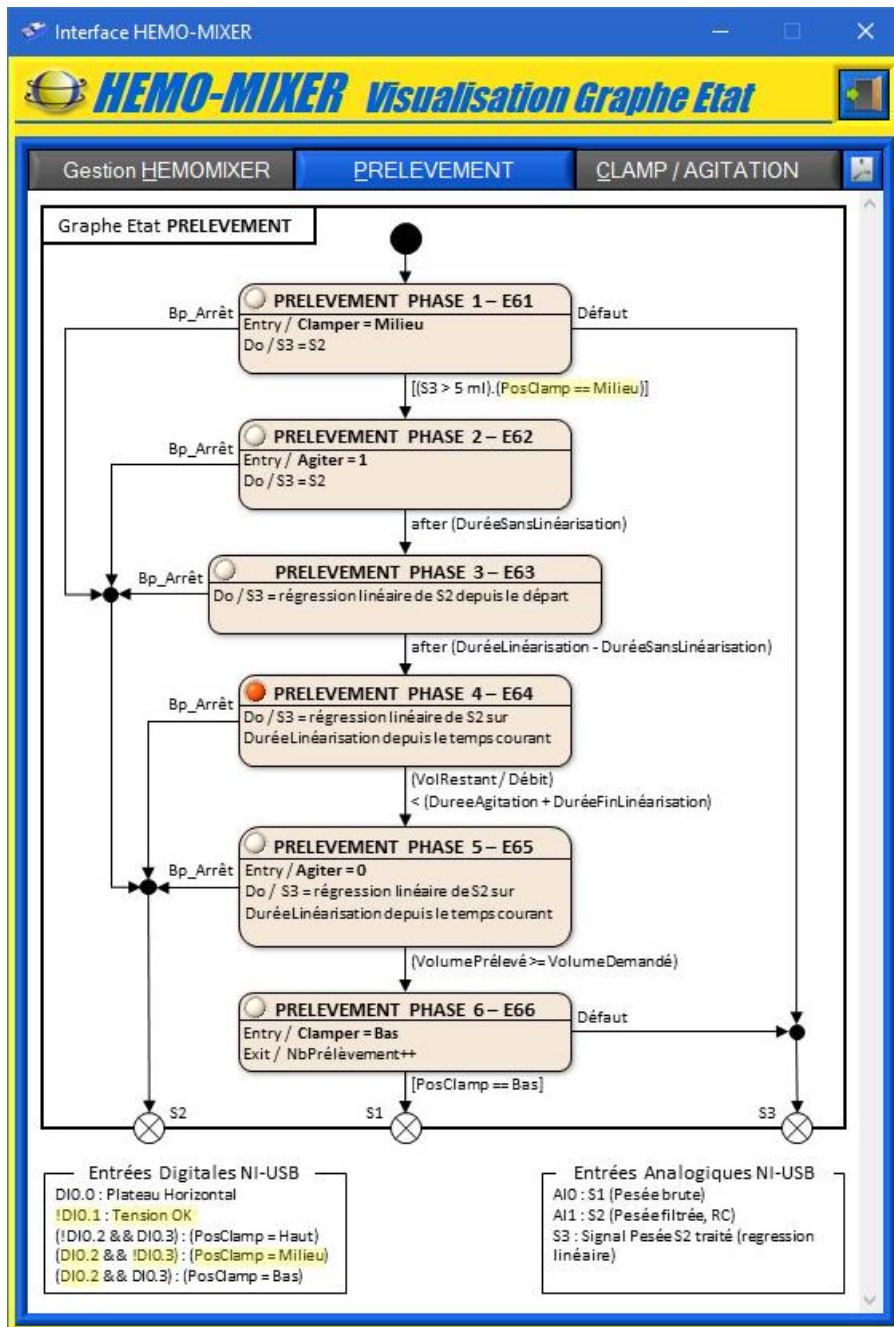 Interface HEMO-MIXER
HEMO-MIXER Visualisation Graphe Etat
Gestion HEMOMIXER
PRELEVEMENT
CLAMP / AGITATION
Graphe Etat PRELEVEMENT
Bp_Arrêt
PRELEVEMENT PHASE 1 – E61
Défaut
Entry / Clamper = Milieu
Do / S3 = S2
[(S3 > 5 ml).(PosClamp == Milieu)]
Bp_Arrêt
PRELEVEMENT PHASE 2 – E62
Entry / Agiter = 1
Do / S3 = S2
after (DuréeSansLinéarisation)
Bp_Arrêt
PRELEVEMENT PHASE 3 – E63
Do / S3 = régression linéaire de S2 depuis le départ
after (DuréeLinéarisation - DuréeSansLinéarisation)
Bp_Arrêt
PRELEVEMENT PHASE 4 – E64
Do / S3 = régression linéaire de S2 sur
DuréeLinéarisation depuis le temps courant
(VolRestant / Débit)
< (DureeAgitation + DuréeFinLinéarisation)
Bp_Arrêt
PRELEVEMENT PHASE 5 – E65
Entry / Agiter = 0
Do / S3 = régression linéaire de S2 sur
DuréeLinéarisation depuis le temps courant
(VolumePrélevé >= VolumeDemandé)
PRELEVEMENT PHASE 6 – E66
Défaut
Entry / Clamper = Bas
Exit / NbPrélèvement++
[PosClamp == Bas]
S2
S1
S3
Entrées Digitales NI-USB
DI0.0 : Plateau Horizontal
!DI0.1 : Tension OK
(!DI0.2 && DI0.3) : (PosClamp = Haut)
(DI0.2 && !DI0.3) : (PosClamp = Milieu)
(DI0.2 && DI0.3) : (PosClamp = Bas)
Entrées Analogiques NI-USB
AI0 : S1 (Pesée brute)
AI1 : S2 (Pesée filtrée, RC)
S3 : Signal Pesée S2 traité (regression
linéaire)